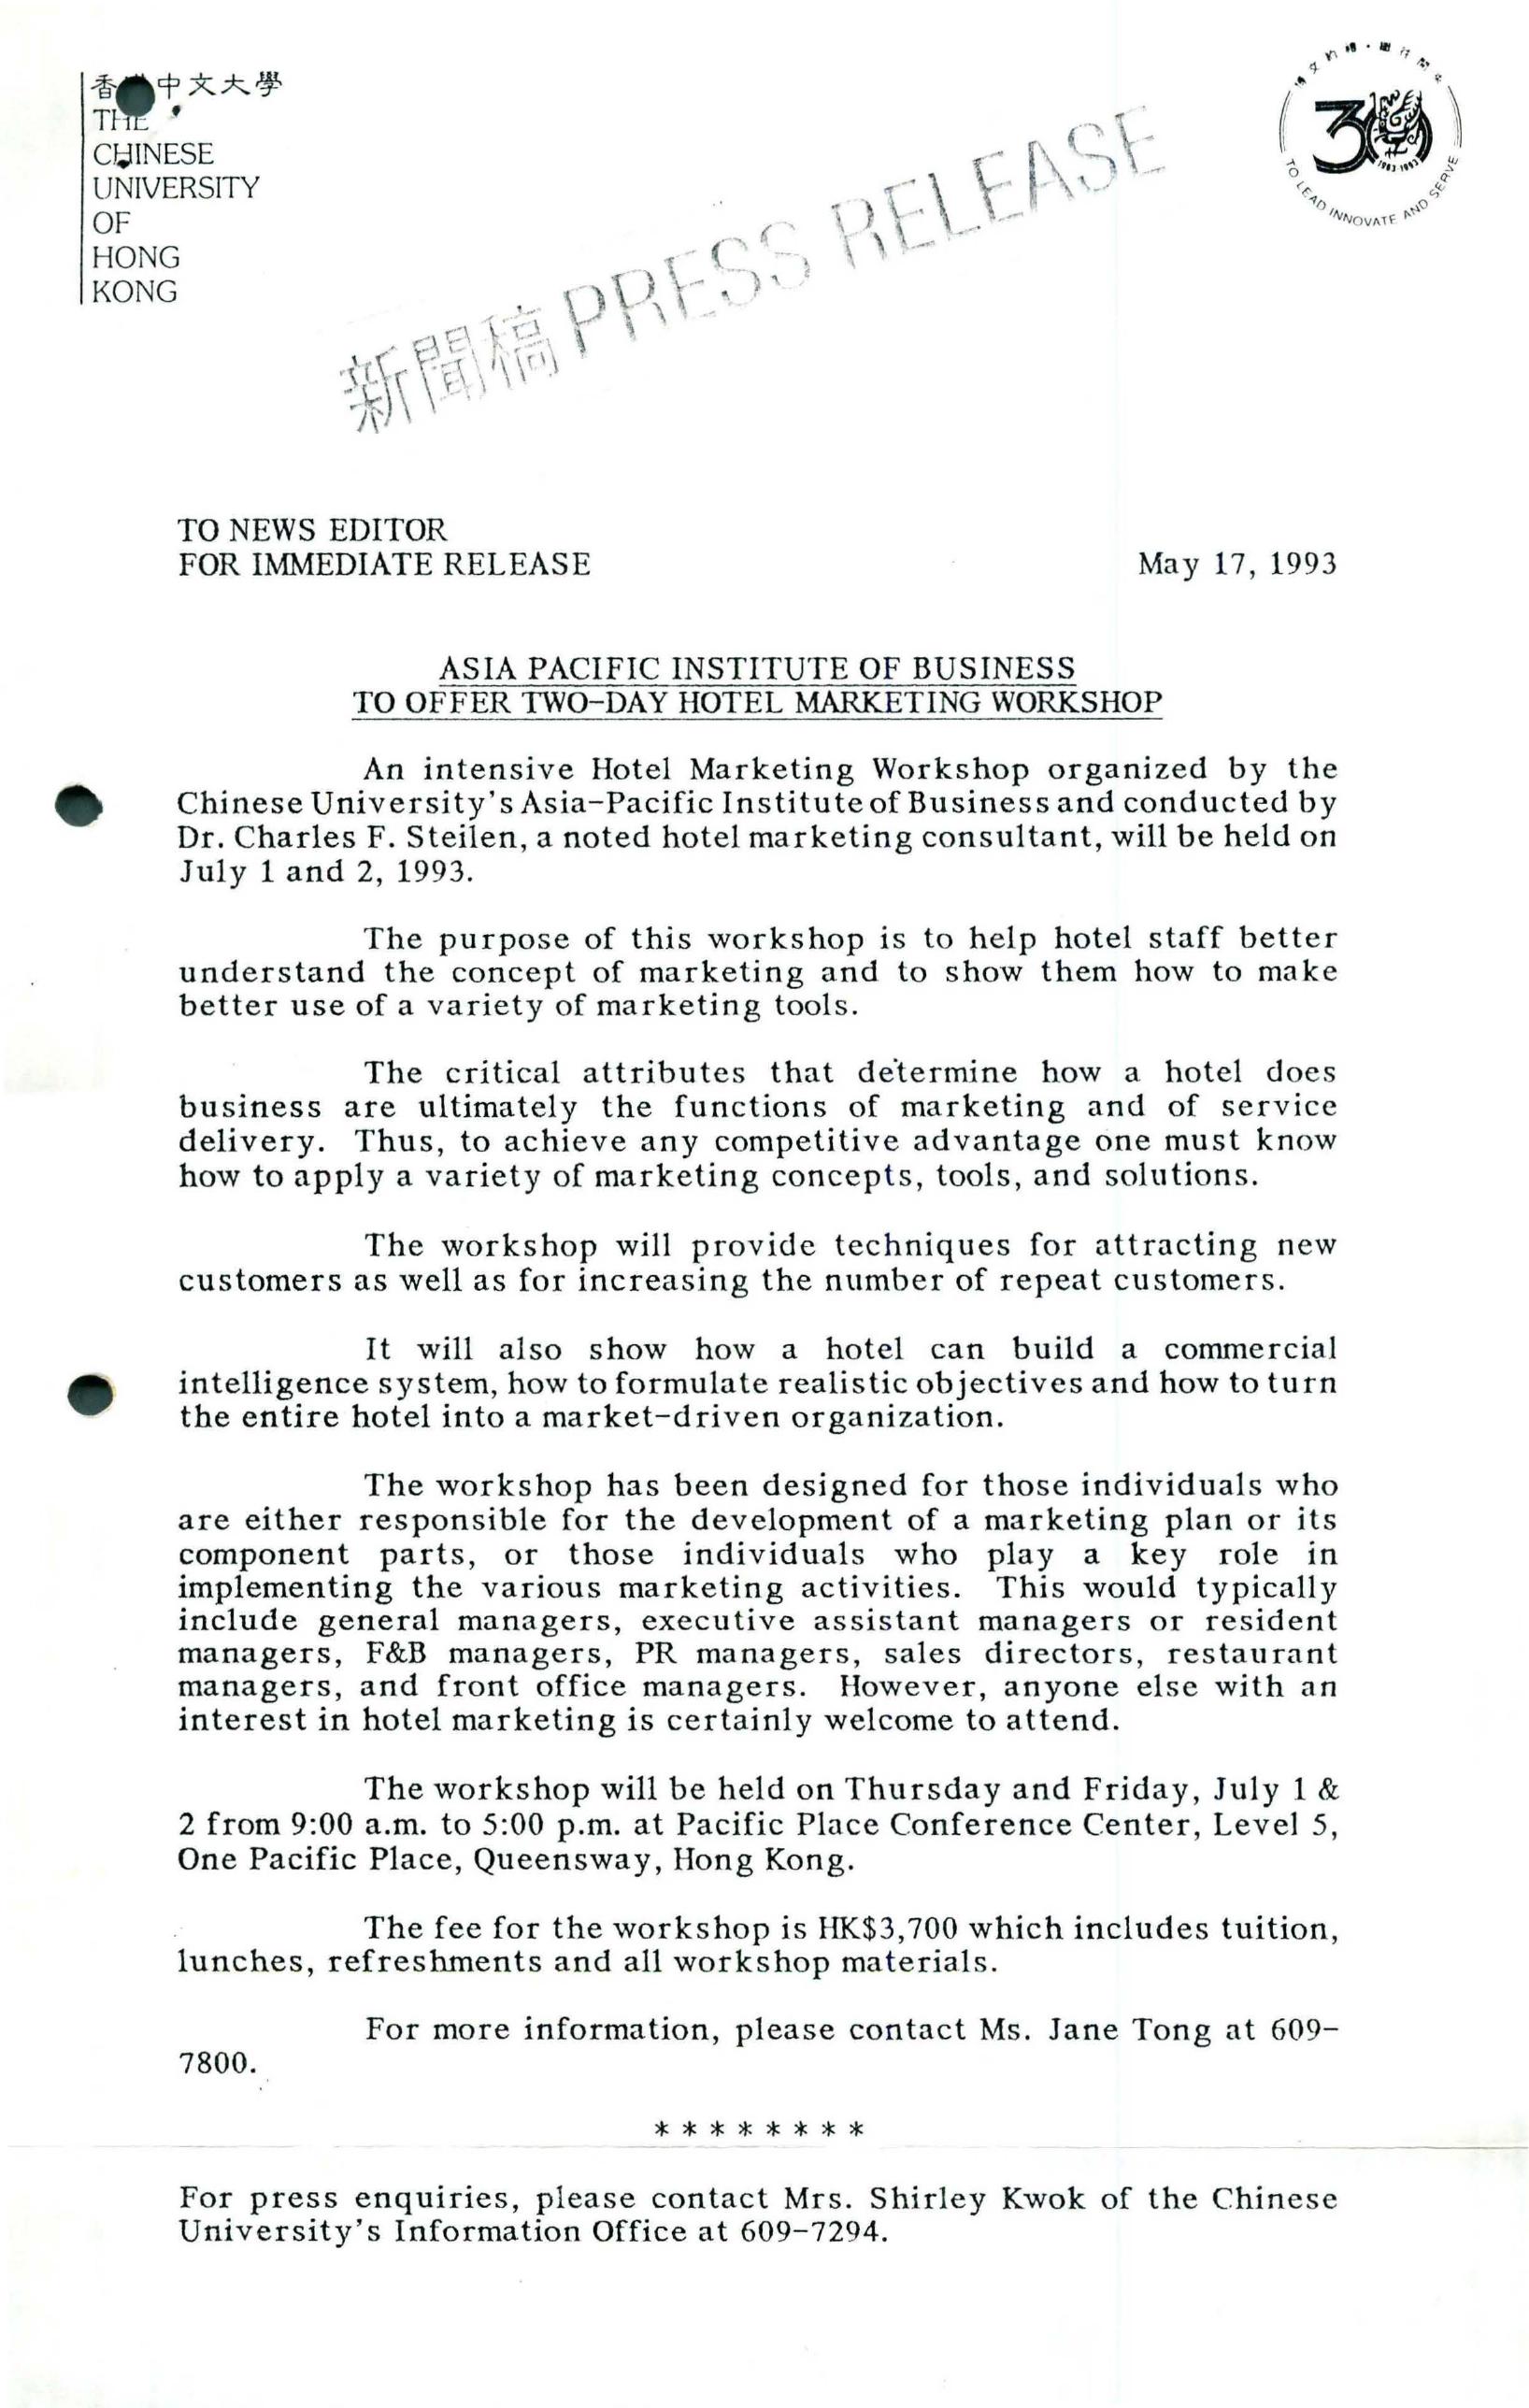 香港中文大學
THE
CHINESE
UNIVERSITY
OF
HONG
KONG
30
1963 1993
TO LEAD INNOVATE AND SERVE
新聞稿 PRESS RELEASE
TO NEWS EDITOR
FOR IMMEDIATE RELEASE May 17, 1993
ASIA PACIFIC INSTITUTE OF BUSINESS
TO OFFER TWO-DAY HOTEL MARKETING WORKSHOP
An intensive Hotel Marketing Workshop organized by the
Chinese University's Asia-Pacific Institute of Business and conducted by
Dr. Charles F. Steilen, a noted hotel marketing consultant, will be held on
July 1 and 2, 1993.
The purpose of this workshop is to help hotel staff better
understand the concept of marketing and to show them how to make
better use of a variety of marketing tools.
The critical attributes that determine how a hotel does
business are ultimately the functions of marketing and of service
delivery. Thus, to achieve any competitive advantage one must know
how to apply a variety of marketing concepts, tools, and solutions.
The workshop will provide techniques for attracting new
customers as well as for increasing the number of repeat customers.
It will also show how a hotel can build a commercial
intelligence system, how to formulate realistic objectives and how to turn
the entire hotel into a market-driven organization.
The workshop has been designed for those individuals who
are either responsible for the development of a marketing plan or its
component parts, or those individuals who play a key role in
implementing the various marketing activities. This would typically
include general managers, executive assistant managers or resident
managers, F&B managers, PR managers, sales directors, restaurant
managers, and front office managers. However, anyone else with an
interest in hotel marketing is certainly welcome to attend.
The workshop will be held on Thursday and Friday, July 1 &
2 from 9:00 a.m. to 5:00 p.m. at Pacific Place Conference Center, Level 5,
One Pacific Place, Queensway, Hong Kong.
The fee for the workshop is HK$3,700 which includes tuition,
lunches, refreshments and all workshop materials.
For more information, please contact Ms. Jane Tong at 609-
7800.
* * * * * * * *
For press enquiries, please contact Mrs. Shirley Kwok of the Chinese
University's Information Office at 609-7294.